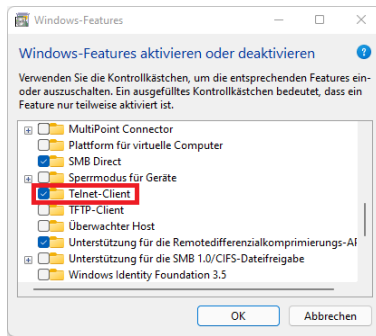 Windows-Features
Windows-Features aktivieren oder deaktivieren
Verwenden Sie die Kontrollkästchen, um die entsprechenden Features ein-
oder auszuschalten. Ein ausgefülltes Kontrollkästchen bedeutet, dass ein
Feature nur teilweise aktiviert ist.
MultiPoint Connector
Plattform für virtuelle Computer
SMB Direct
Sperrmodus für Geräte
Telnet-Client
TFTP-Client
Überwachter Host
Unterstützung für die Remotedifferenzialkomprimierungs-AF
Unterstützung für die SMB 1.0/CIFS-Dateifreigabe
Windows Identity Foundation 3.5
OK Abbrechen